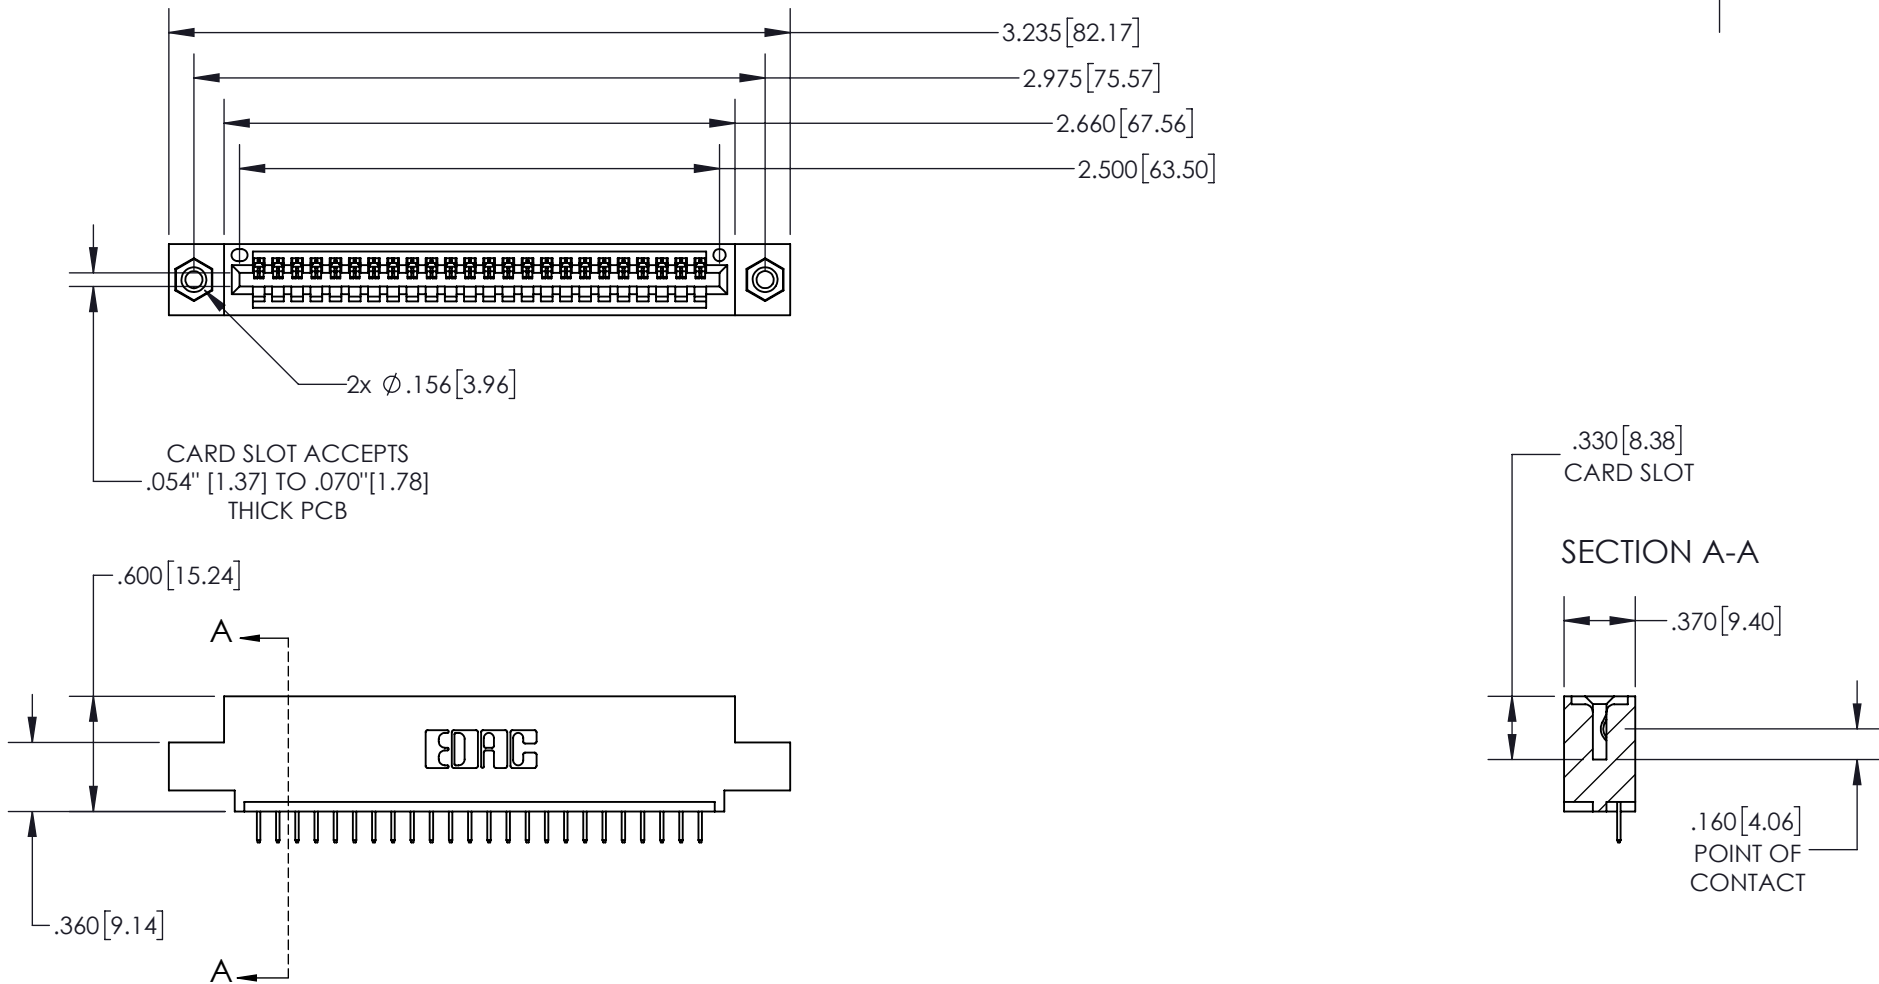 3.235[82.17]
2.975[75.57]
2.660[67.56]
2.500[63.50]
2x ∅.156[3.96]
CARD SLOT ACCEPTS
.054" [1.37] TO .070"[1.78]
THICK PCB
.330[8.38]
CARD SLOT
SECTION A-A
.600[15.24]
.370[9.40]
A
EDAC
.160[4.06]
POINT OF
CONTACT
.360[9.14]
A